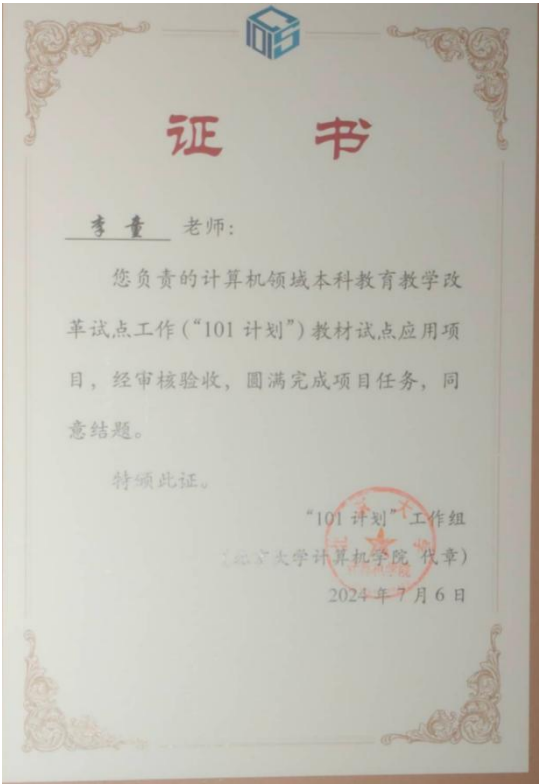 101
证书
李童 老师：
您负责的计算机领域本科教育教学改
革试点工作(“101 计划”)教材试点应用项
目，经审核验收，圆满完成项目任务，同
意结题。
特颁此证。
“101 计划”工作组
(北京大学计算机学院 代章)
2024 年 7 月 6 日